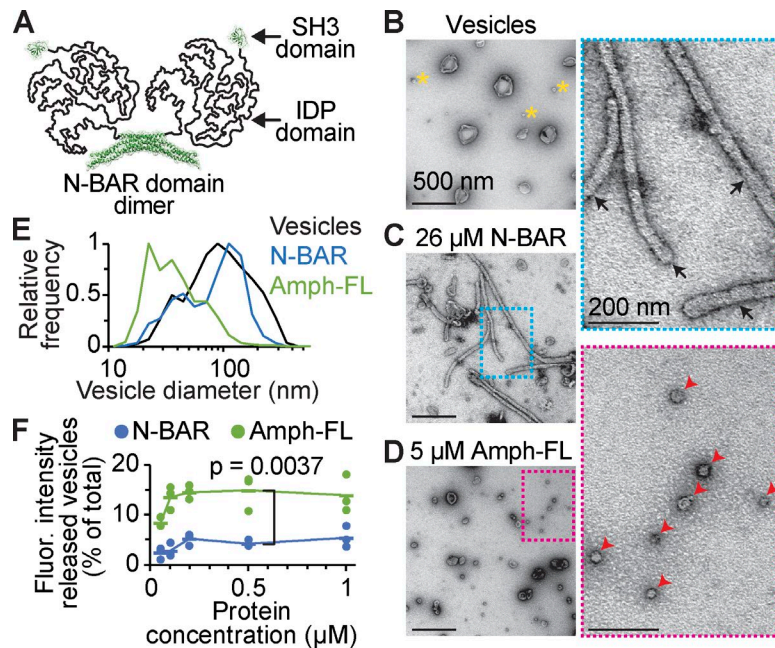 A
SH3
domain
IDP
domain
N-BAR domain
dimer
B
Vesicles
*
*
*
500 nm
200 nm
C
26 µM N-BAR
D
5 µM Amph-FL
E
Vesicles
N-BAR
Amph-FL
Relative
frequency
1
0.5
0
10
100
Vesicle diameter (nm)
F
N-BAR
Amph-FL
p = 0.0037
Fluor. intensity
released vesicles
(% of total)
20
15
10
5
0
0
0.5
1
Protein
concentration (µM)